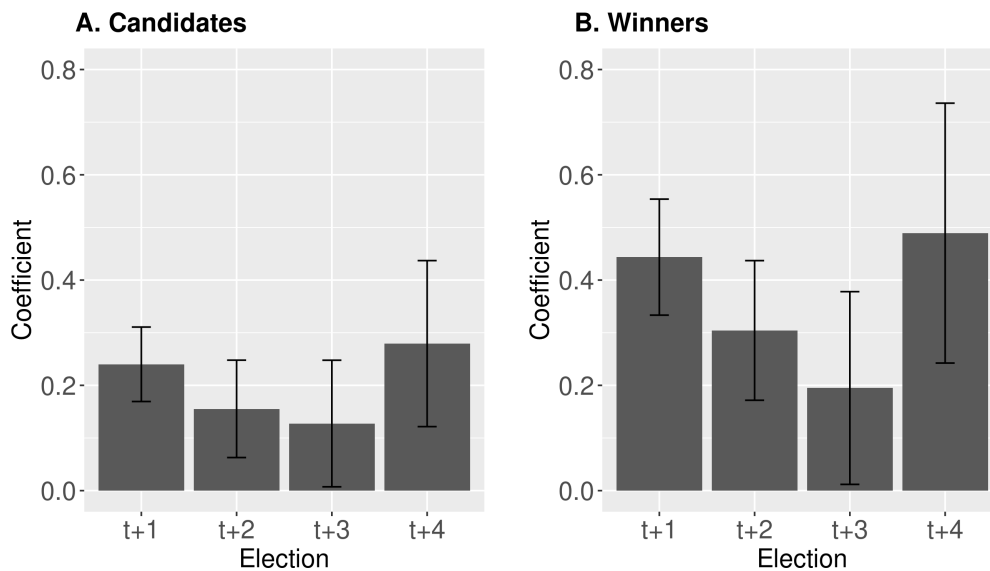 A. Candidates
0.8
0.6
0.4
0.2
0.0
Coefficient
t+1 t+2 t+3 t+4
Election
B. Winners
0.8
0.6
0.4
0.2
0.0
Coefficient
t+1 t+2 t+3 t+4
Election